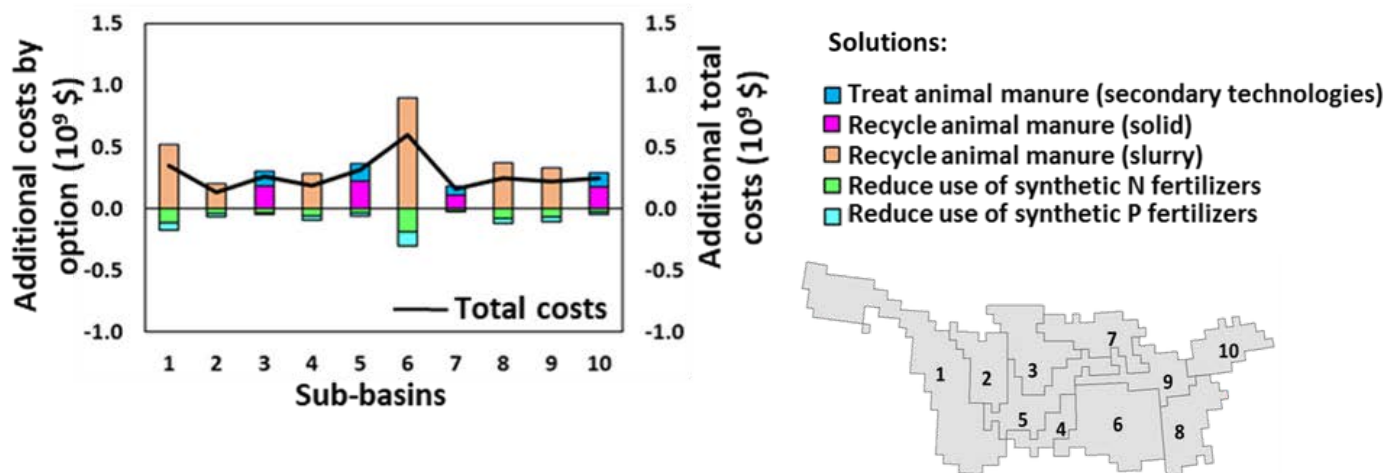 Additional costs by
option (10⁹ $)
1.5
1.0
0.5
0.0
-0.5
-1.0
Total costs
1 2 3 4 5 6 7 8 9 10
Sub-basins
1.5
1.0
0.5
0.0
-0.5
-1.0
Additional total
costs (10⁹ $)
Solutions:
Treat animal manure (secondary technologies)
Recycle animal manure (solid)
Recycle animal manure (slurry)
Reduce use of synthetic N fertilizers
Reduce use of synthetic P fertilizers
1
2
3
4
5
6
7
8
9
10